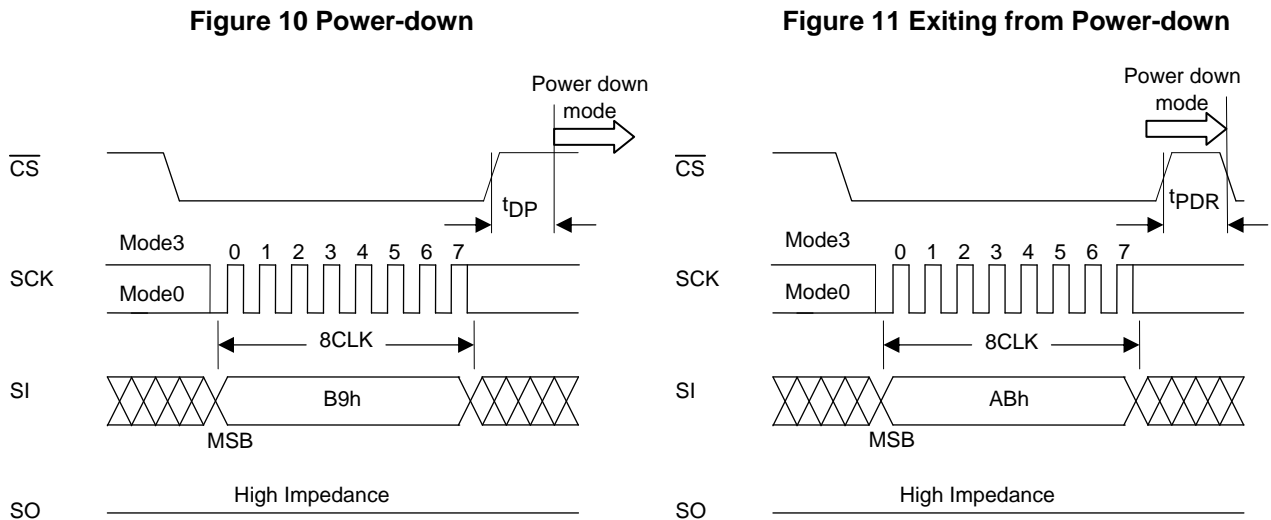 Figure 10 Power-down
Power down
mode
CS
tDP
Mode3
0 1 2 3 4 5 6 7
SCK
Mode0
8CLK
SI
B9h
MSB
High Impedance
SO
Figure 11 Exiting from Power-down
Power down
mode
CS
tPDR
Mode3
0 1 2 3 4 5 6 7
SCK
Mode0
8CLK
SI
ABh
MSB
High Impedance
SO